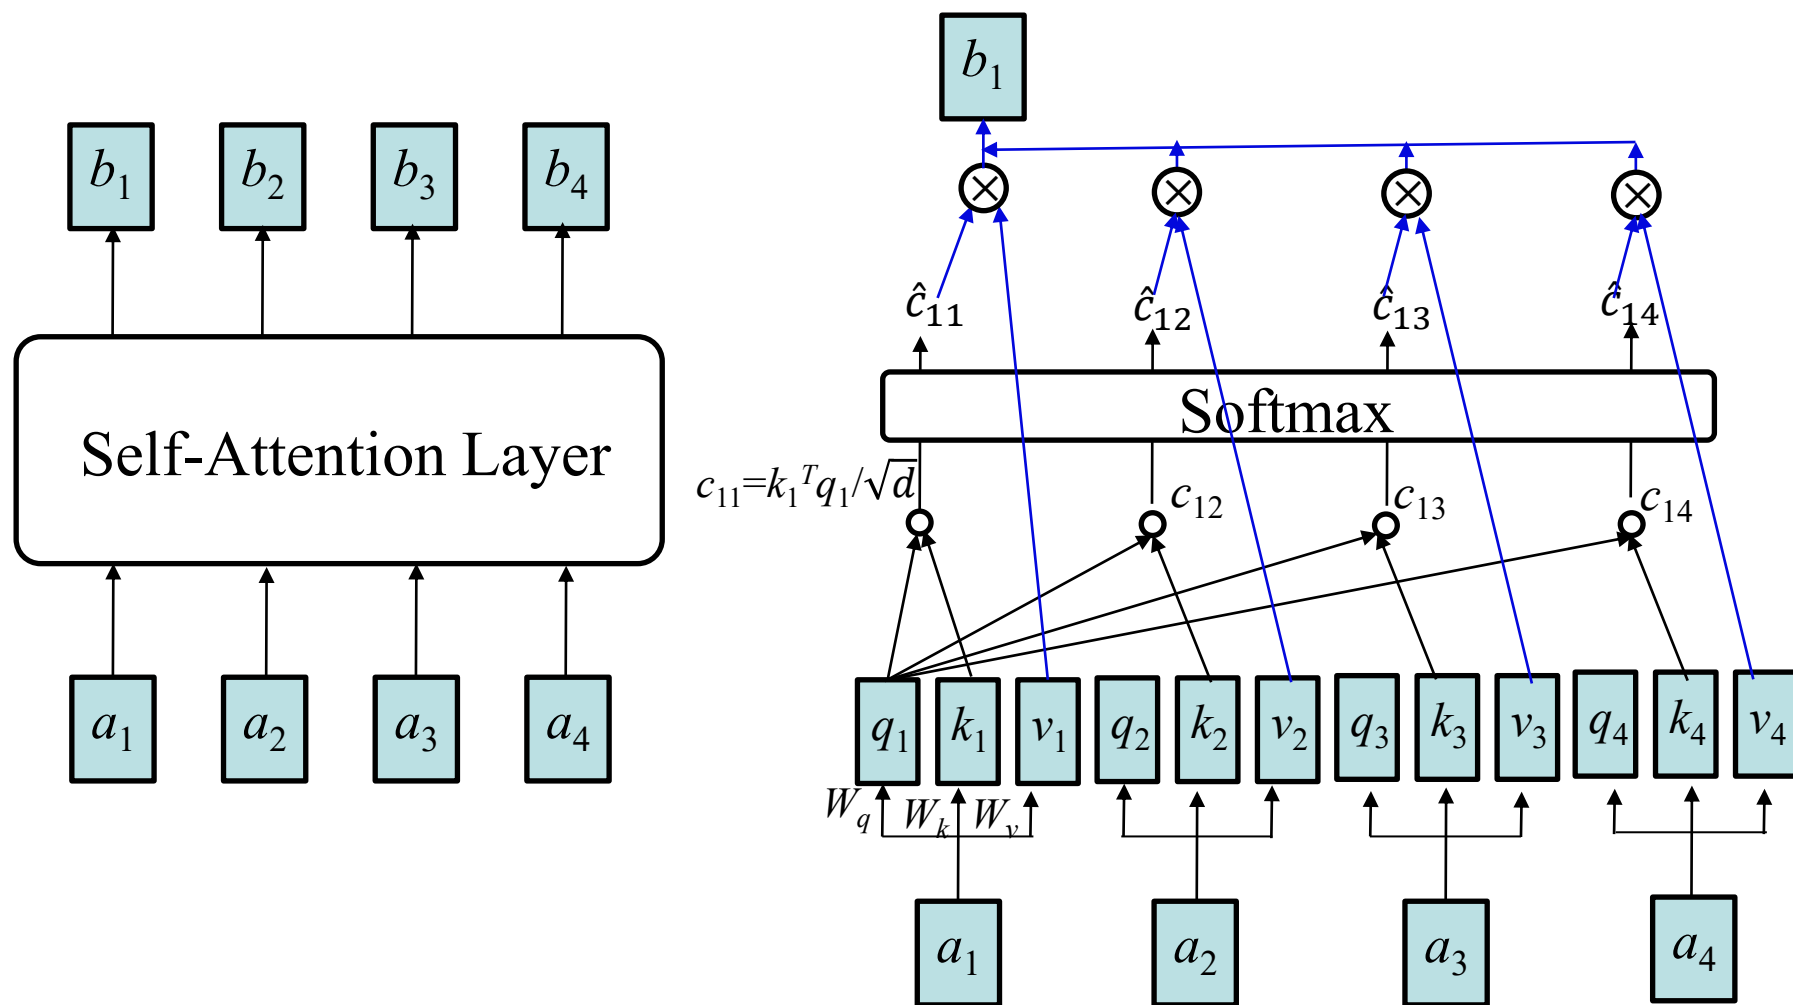 b1
b1 b2 b3 b4
ĉ11 ĉ12 ĉ13 ĉ14
Softmax
Self-Attention Layer
c11=k1^T q1/√d c12 c13 c14
a1 a2 a3 a4
q1 k1 v1 q2 k2 v2 q3 k3 v3 q4 k4 v4
Wq Wk Wv
a1 a2 a3 a4